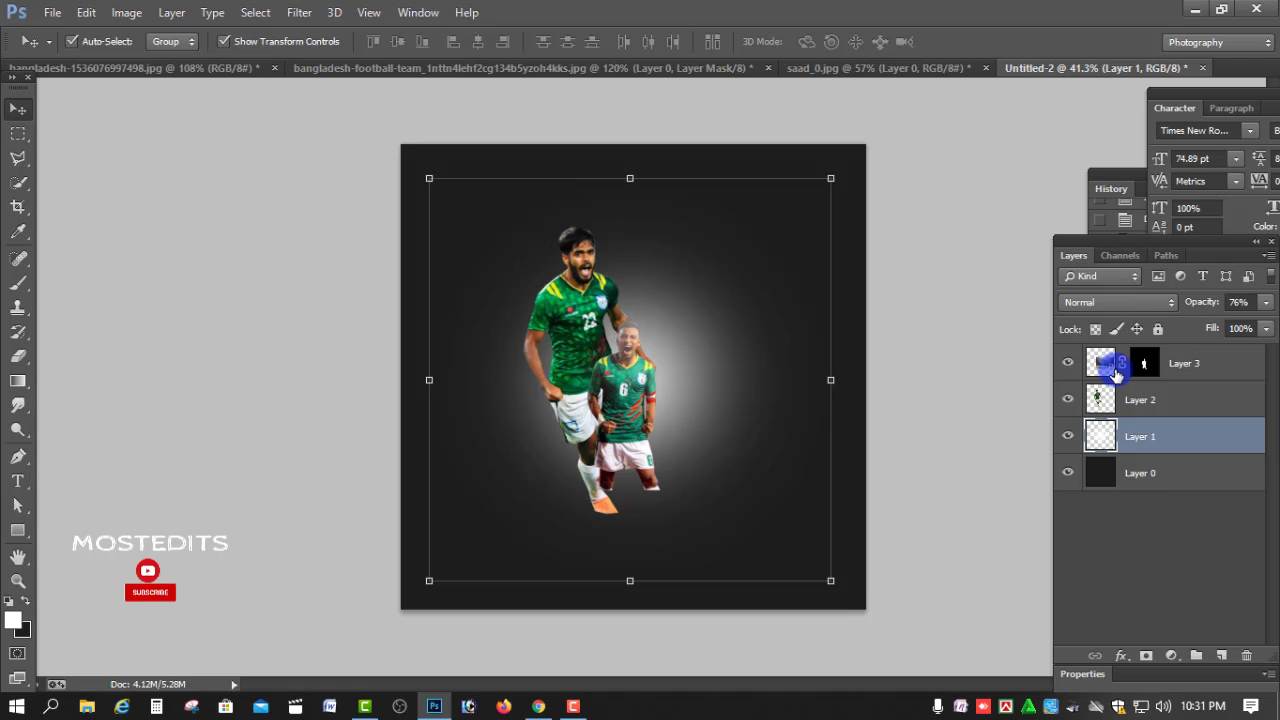 Ps File Edit Image Layer Type Select Filter 3D View Window Help
Auto-Select: Group Show Transform Controls 3D Mode: Photography
bangladesh-1536076997498.jpg @ 108% (RGB/8#) * × bangladesh-football-team_1nttn4lehf2cg134b5yzoh4kks.jpg @ 120% (Layer 0, Layer Mask/8) * × saad_0.jpg @ 57% (Layer 0, RGB/8#) * × Untitled-2 @ 41.3% (Layer 1, RGB/8) * ×
Character Paragraph
Times New Ro...
74.89 pt
Metrics
History
100%
0 pt Color:
Layers Channels Paths
Kind
Normal Opacity: 76%
Lock: Fill: 100%
Layer 3
Layer 2
Layer 1
Layer 0
22
6
MOSTEDITS
SUBSCRIBE
Properties
Doc: 4.12M/5.28M
10:31 PM